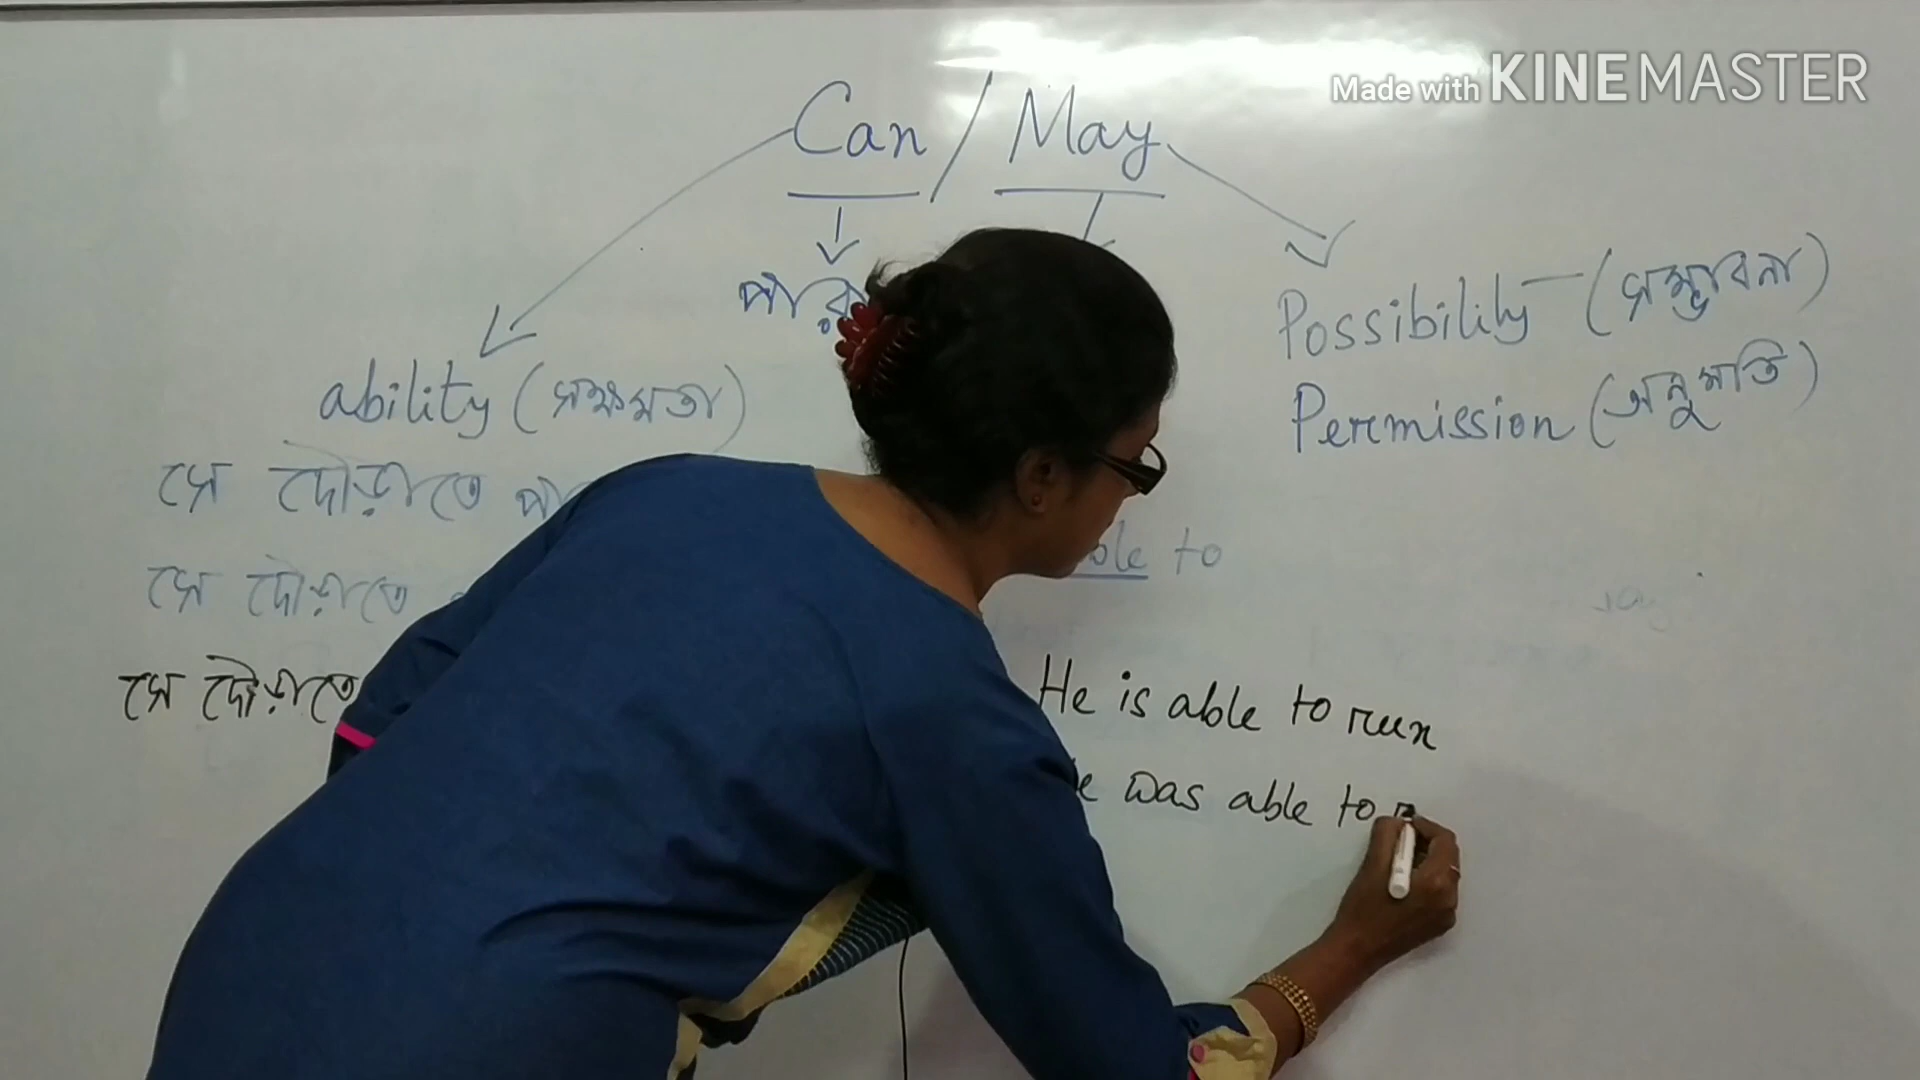 Made with KINEMASTER
Can / May
পার
Possibility - (সম্ভাবনা)
ability (সক্ষমতা)
Permission (অনুমতি)
সে দৌড়াতে
able to
সে দৌড়াতে
সে দৌড়াতে
He is able to run
was able to